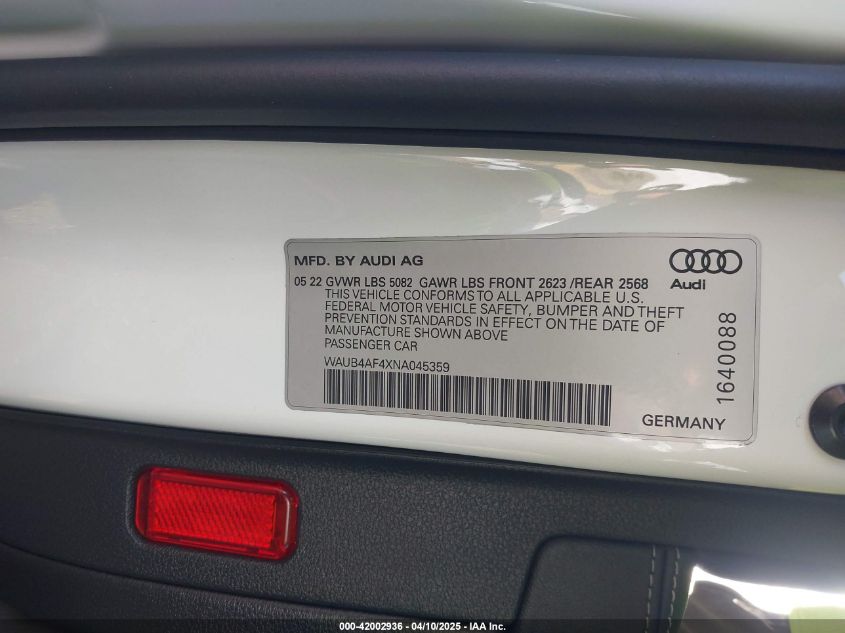 MFD. BY AUDI AG
05 22 GVWR LBS 5082 GAWR LBS FRONT 2623 /REAR 2568
THIS VEHICLE CONFORMS TO ALL APPLICABLE U.S.
FEDERAL MOTOR VEHICLE SAFETY, BUMPER AND THEFT
PREVENTION STANDARDS IN EFFECT ON THE DATE OF
MANUFACTURE SHOWN ABOVE
PASSENGER CAR
WAUB4AF4XNA045359
Audi
1640088
GERMANY
000-42002936 - 04/10/2025 - IAA Inc.